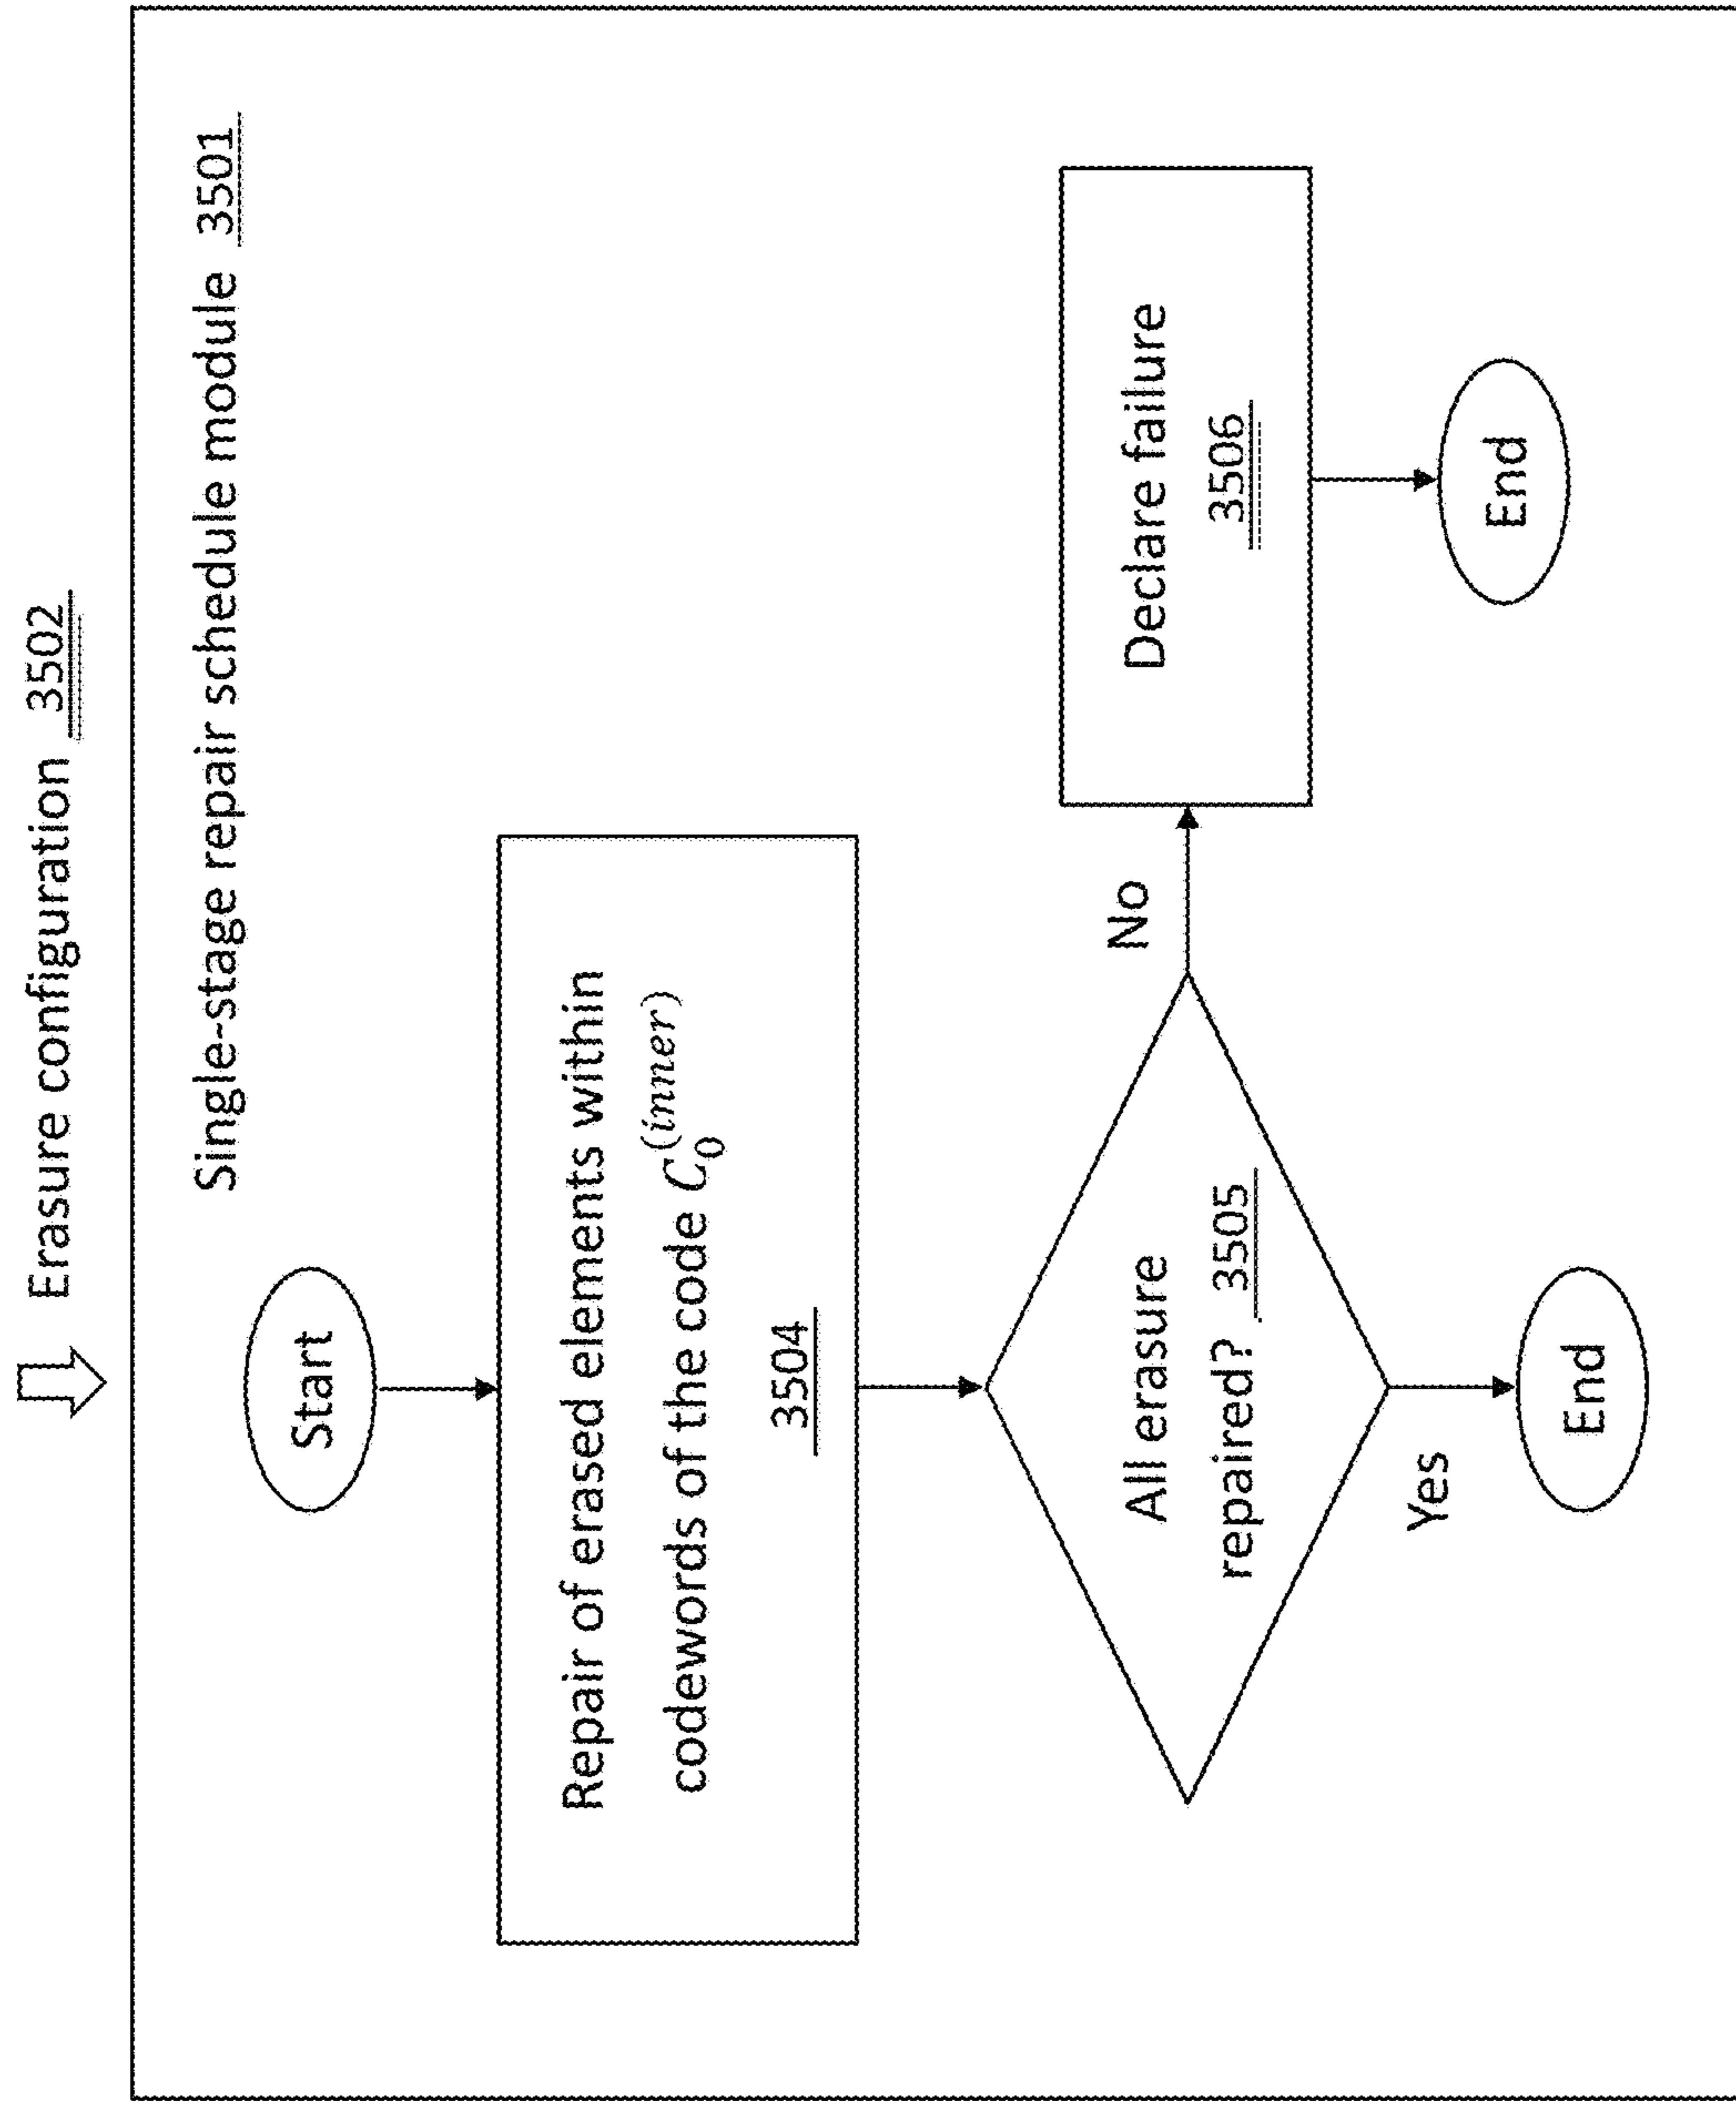 Erasure configuration 3502
Single-stage repair schedule module 3501
Start
Repair of erased elements within
codewords of the code C_0^{(inner)}
3504
All erasure
repaired? 3505
No
Declare failure
3506
End
Yes
End